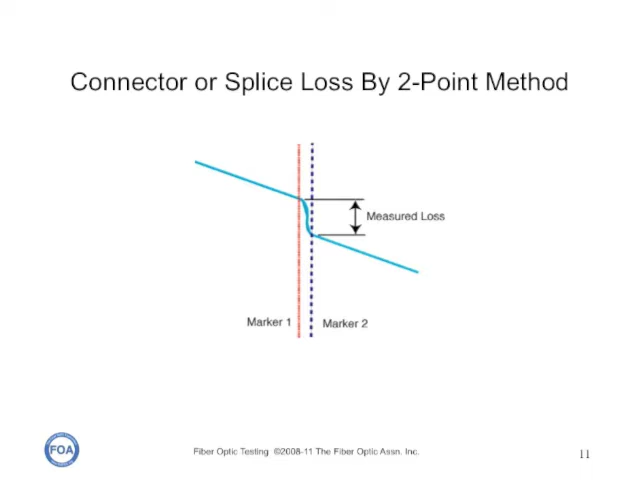 Connector or Splice Loss By 2-Point Method
Measured Loss
Marker 1
Marker 2
FOA
Fiber Optic Testing ©2008-11 The Fiber Optic Assn. Inc.
11